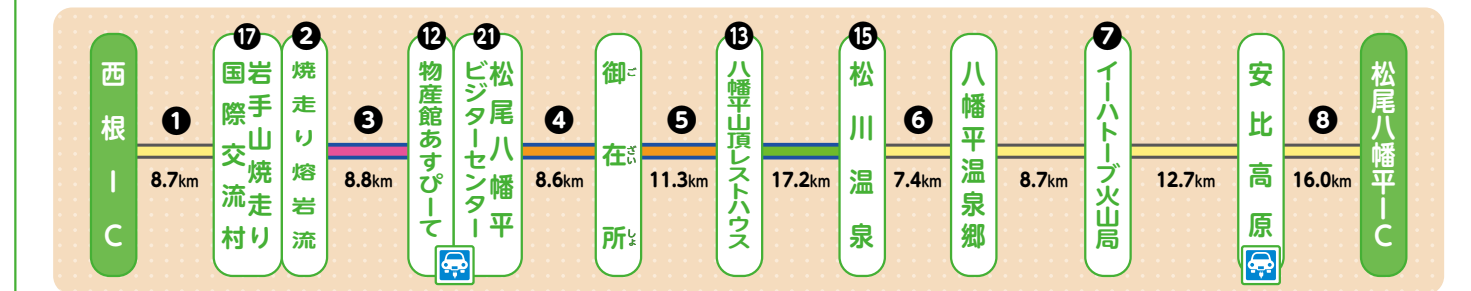 西根IC
❶
8.7km
⓱
岩手山焼走り
国際交流村
❷
焼走り熔岩流
❸
8.8km
⓬
物産館あすぴーて
㉑
松尾八幡平
ビジターセンター
❹
8.6km
御在所
ございしょ
❺
11.3km
⓭
八幡平山頂レストハウス
17.2km
⓯
松川温泉
❻
7.4km
八幡平温泉郷
8.7km
❼
イーハトーブ火山局
12.7km
安比高原
❽
16.0km
松尾八幡平IC